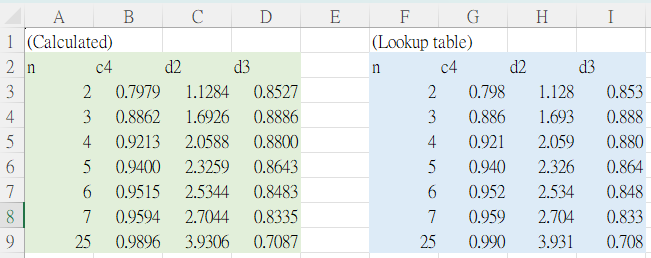 A B C D E F G H I
1 (Calculated) (Lookup table)
2 n c4 d2 d3 n c4 d2 d3
3 2 0.7979 1.1284 0.8527 2 0.798 1.128 0.853
4 3 0.8862 1.6926 0.8886 3 0.886 1.693 0.888
5 4 0.9213 2.0588 0.8800 4 0.921 2.059 0.880
6 5 0.9400 2.3259 0.8643 5 0.940 2.326 0.864
7 6 0.9515 2.5344 0.8483 6 0.952 2.534 0.848
8 7 0.9594 2.7044 0.8335 7 0.959 2.704 0.833
9 25 0.9896 3.9306 0.7087 25 0.990 3.931 0.708